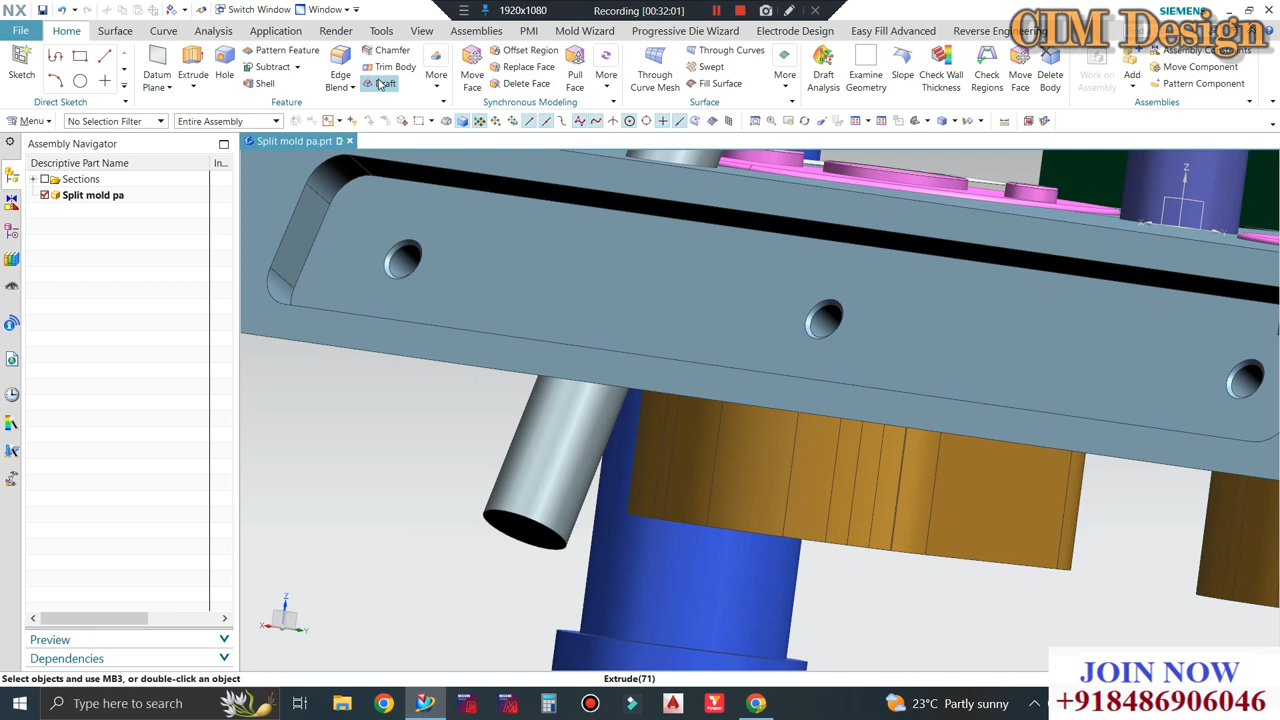 NX Switch Window Window 1920x1080 Recording [00:32:01] SIEMENS
CIM Design
File Home Surface Curve Analysis Application Render Tools View Assemblies PMI Mold Wizard Progressive Die Wizard Electrode Design Easy Fill Advanced Reverse Engineering
Pattern Feature Chamfer Offset Region Through Curves Assembly Constraints
Subtract Trim Body Replace Face Swept Move Component
Shell Draft Delete Face Fill Surface Pattern Component
Sketch Datum Plane Extrude Hole Edge Blend More Move Face Pull Face More Through Curve Mesh More Draft Analysis Examine Geometry Slope Check Wall Thickness Check Regions Move Face Delete Body Work on Assembly Add
Direct Sketch Feature Synchronous Modeling Surface Assemblies
Menu No Selection Filter Entire Assembly
Assembly Navigator Split mold pa.prt
Descriptive Part Name In...
Sections
Split mold pa
Z
X
Z
X
Y
Preview
Dependencies
Select objects and use MB3, or double-click an object Extrude(71)
JOIN NOW
+918486906046
Type here to search 23°C Partly sunny